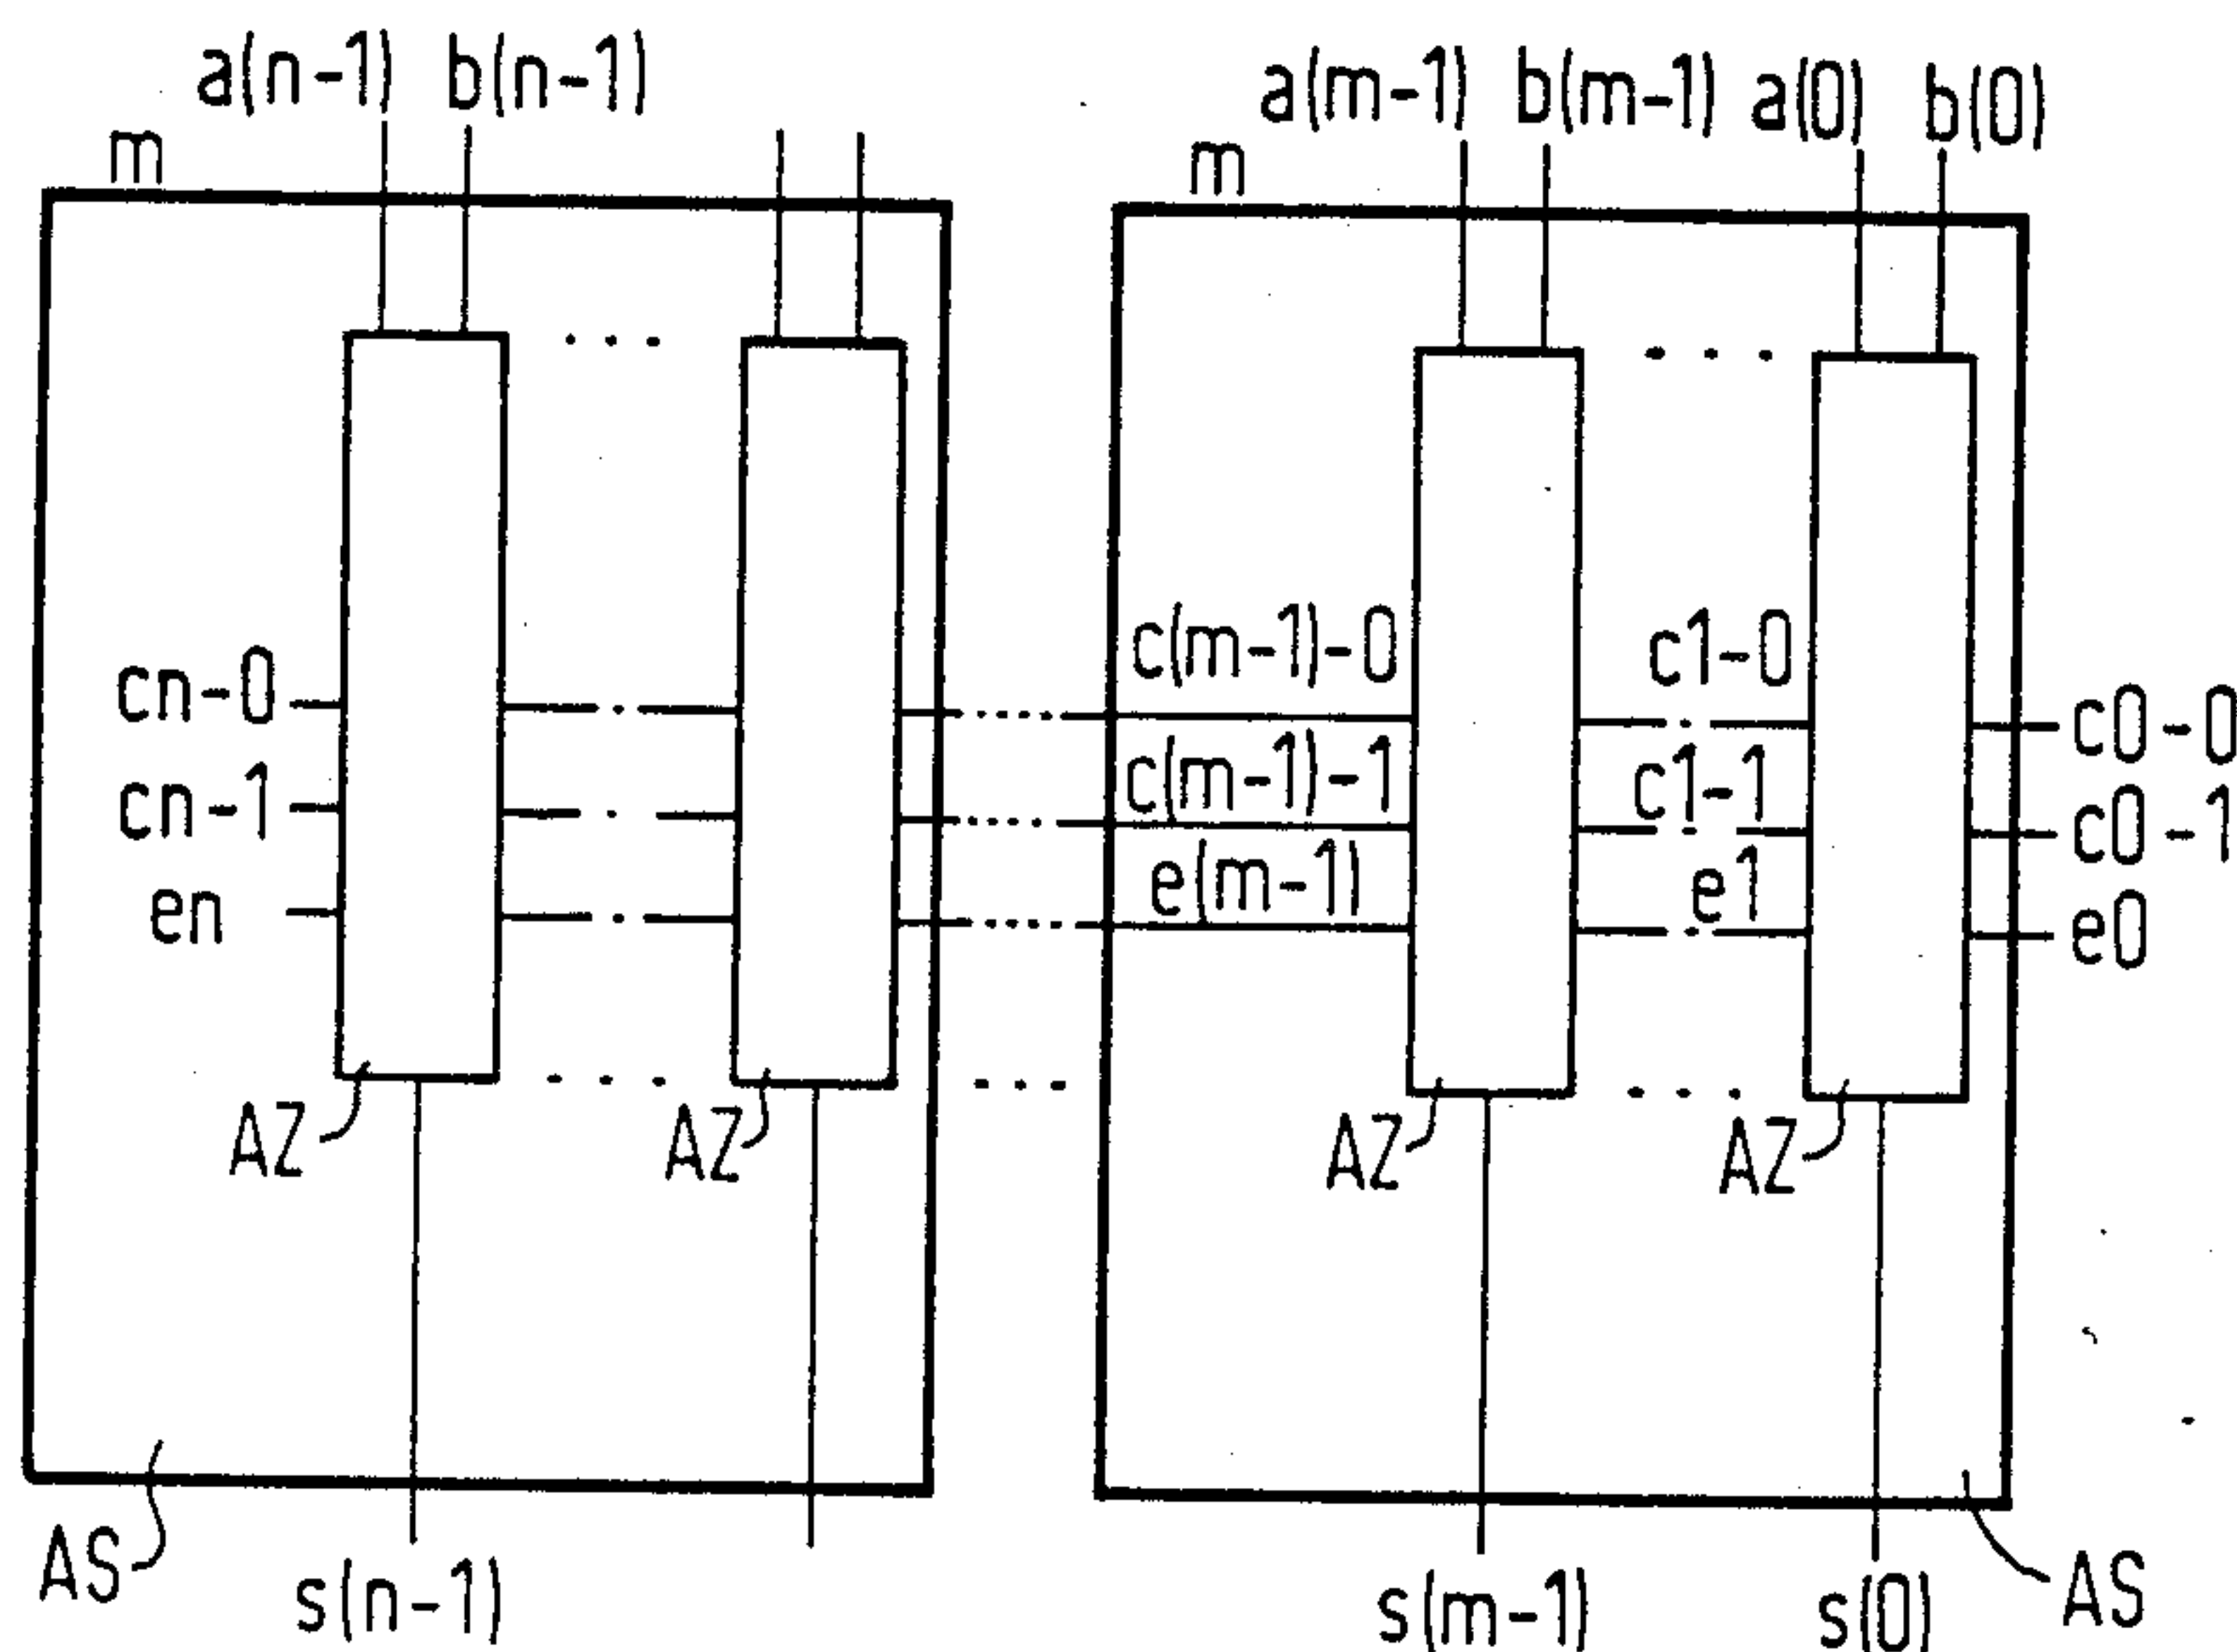 a(n-1) b(n-1)
a(m-1) b(m-1) a(0) b(0)
m
m
c(m-1)-0
c1-0
cn-0
c0-0
c(m-1)-1
c1-1
cn-1
c0-1
e(m-1)
e1
en
e0
AZ
AZ
AZ
AZ
AS
AS
s(n-1)
s(m-1)
s(0)